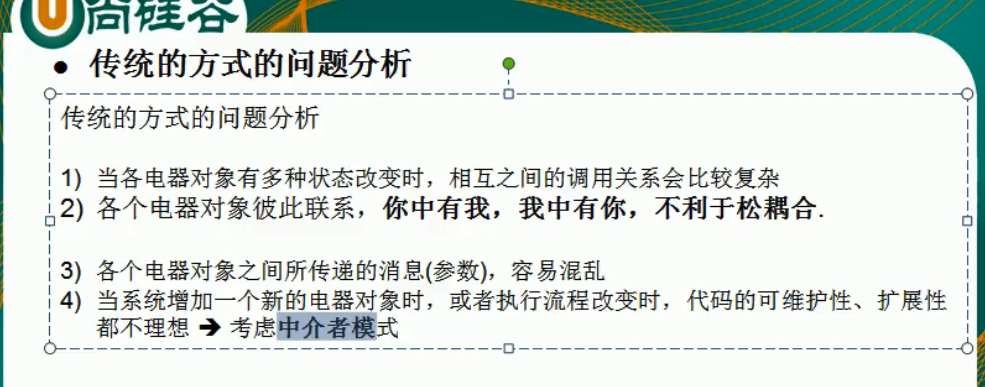 尚硅谷
● 传统的方式的问题分析
传统的方式的问题分析
1) 当各电器对象有多种状态改变时，相互之间的调用关系会比较复杂
2) 各个电器对象彼此联系，你中有我，我中有你，不利于松耦合.
3) 各个电器对象之间所传递的消息(参数)，容易混乱
4) 当系统增加一个新的电器对象时，或者执行流程改变时，代码的可维护性、扩展性
都不理想 ➔ 考虑中介者模式